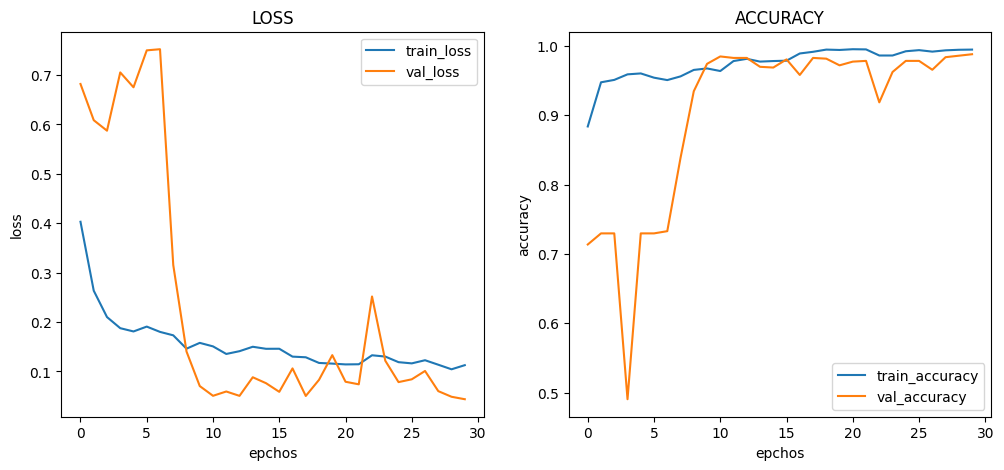 LOSS
train_loss
val_loss
0.7
0.6
0.5
0.4
0.3
0.2
0.1
loss
0 5 10 15 20 25 30
epchos
ACCURACY
1.0
0.9
0.8
0.7
0.6
0.5
accuracy
train_accuracy
val_accuracy
0 5 10 15 20 25 30
epchos